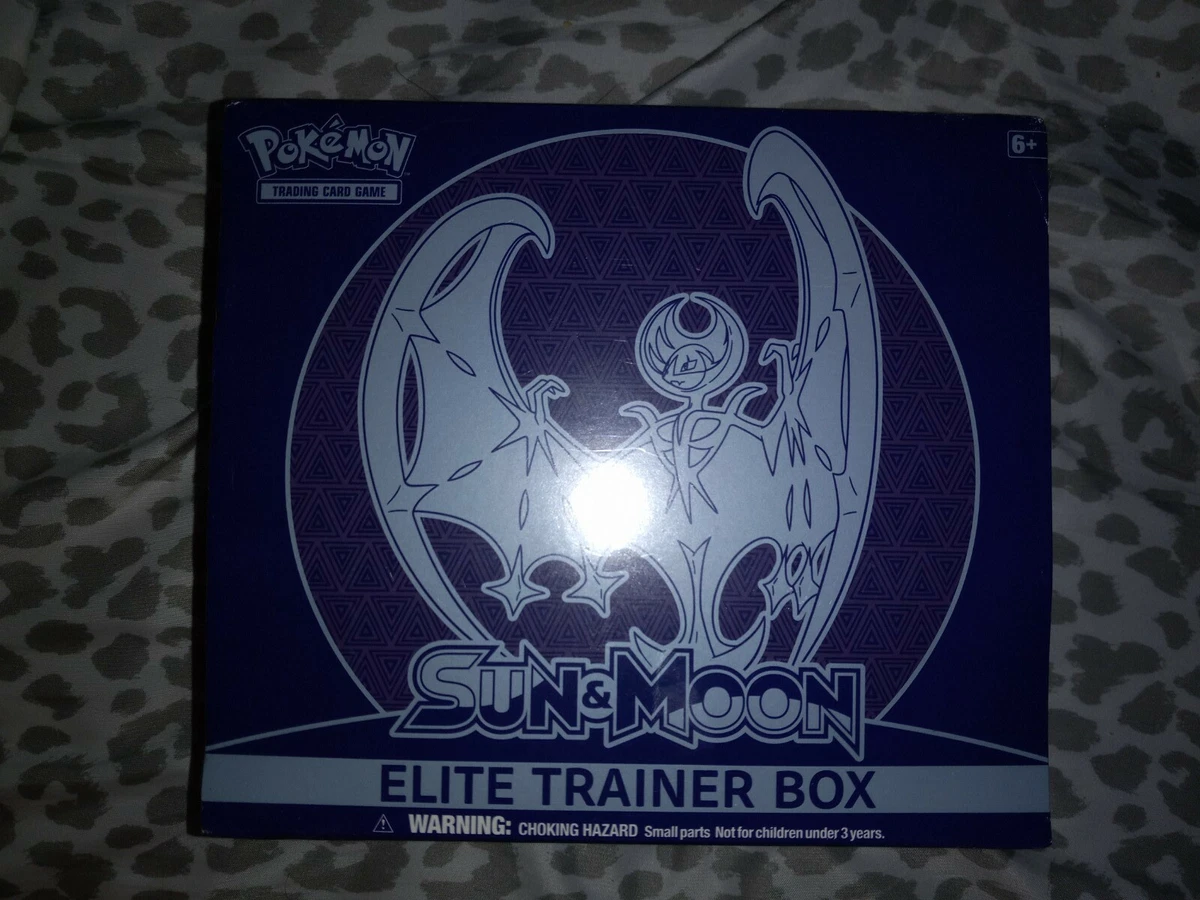 POKéMON
TRADING CARD GAME
6+
SUN & MOON
ELITE TRAINER BOX
⚠ WARNING: CHOKING HAZARD Small parts Not for children under 3 years.